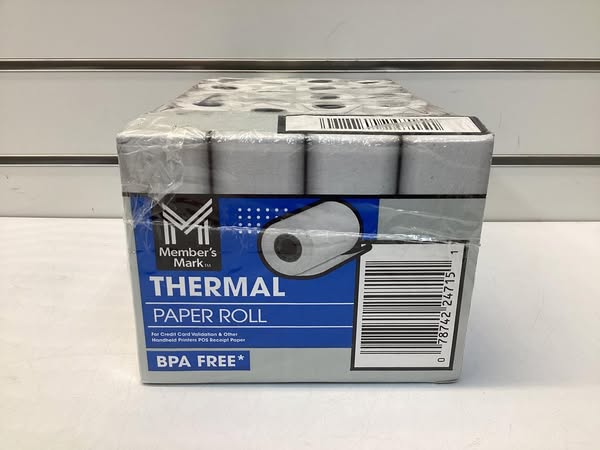 Member's
Mark™
THERMAL
PAPER ROLL
For Credit Card Validation & Other
Handheld Printers POS Receipt Paper
BPA FREE*
0 78742 24715 1